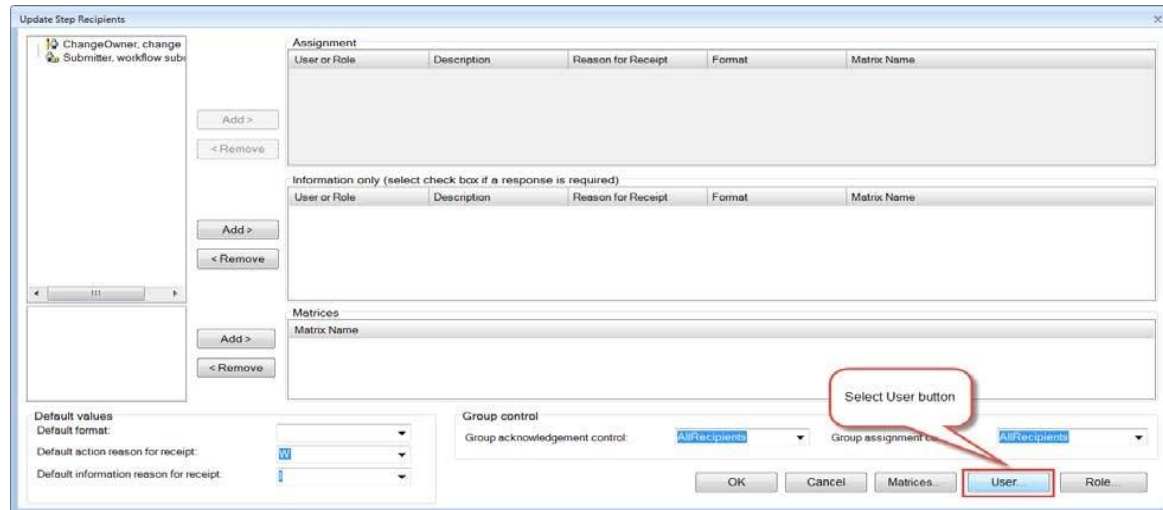 Update Step Recipients
ChangeOwner, change
Submitter, workflow sub
Add >
< Remove
Assignment
User or Role Description Reason for Receipt Format Matrix Name
Information only (select check box if a response is required)
User or Role Description Reason for Receipt Format Matrix Name
Add >
< Remove
Matrices
Matrix Name
Add >
< Remove
Select User button
Default values
Default format:
Default action reason for receipt: W
Default information reason for receipt: I
Group control
Group acknowledgement control: AllRecipients Group assignment AllRecipients
OK Cancel Matrices... User... Role...